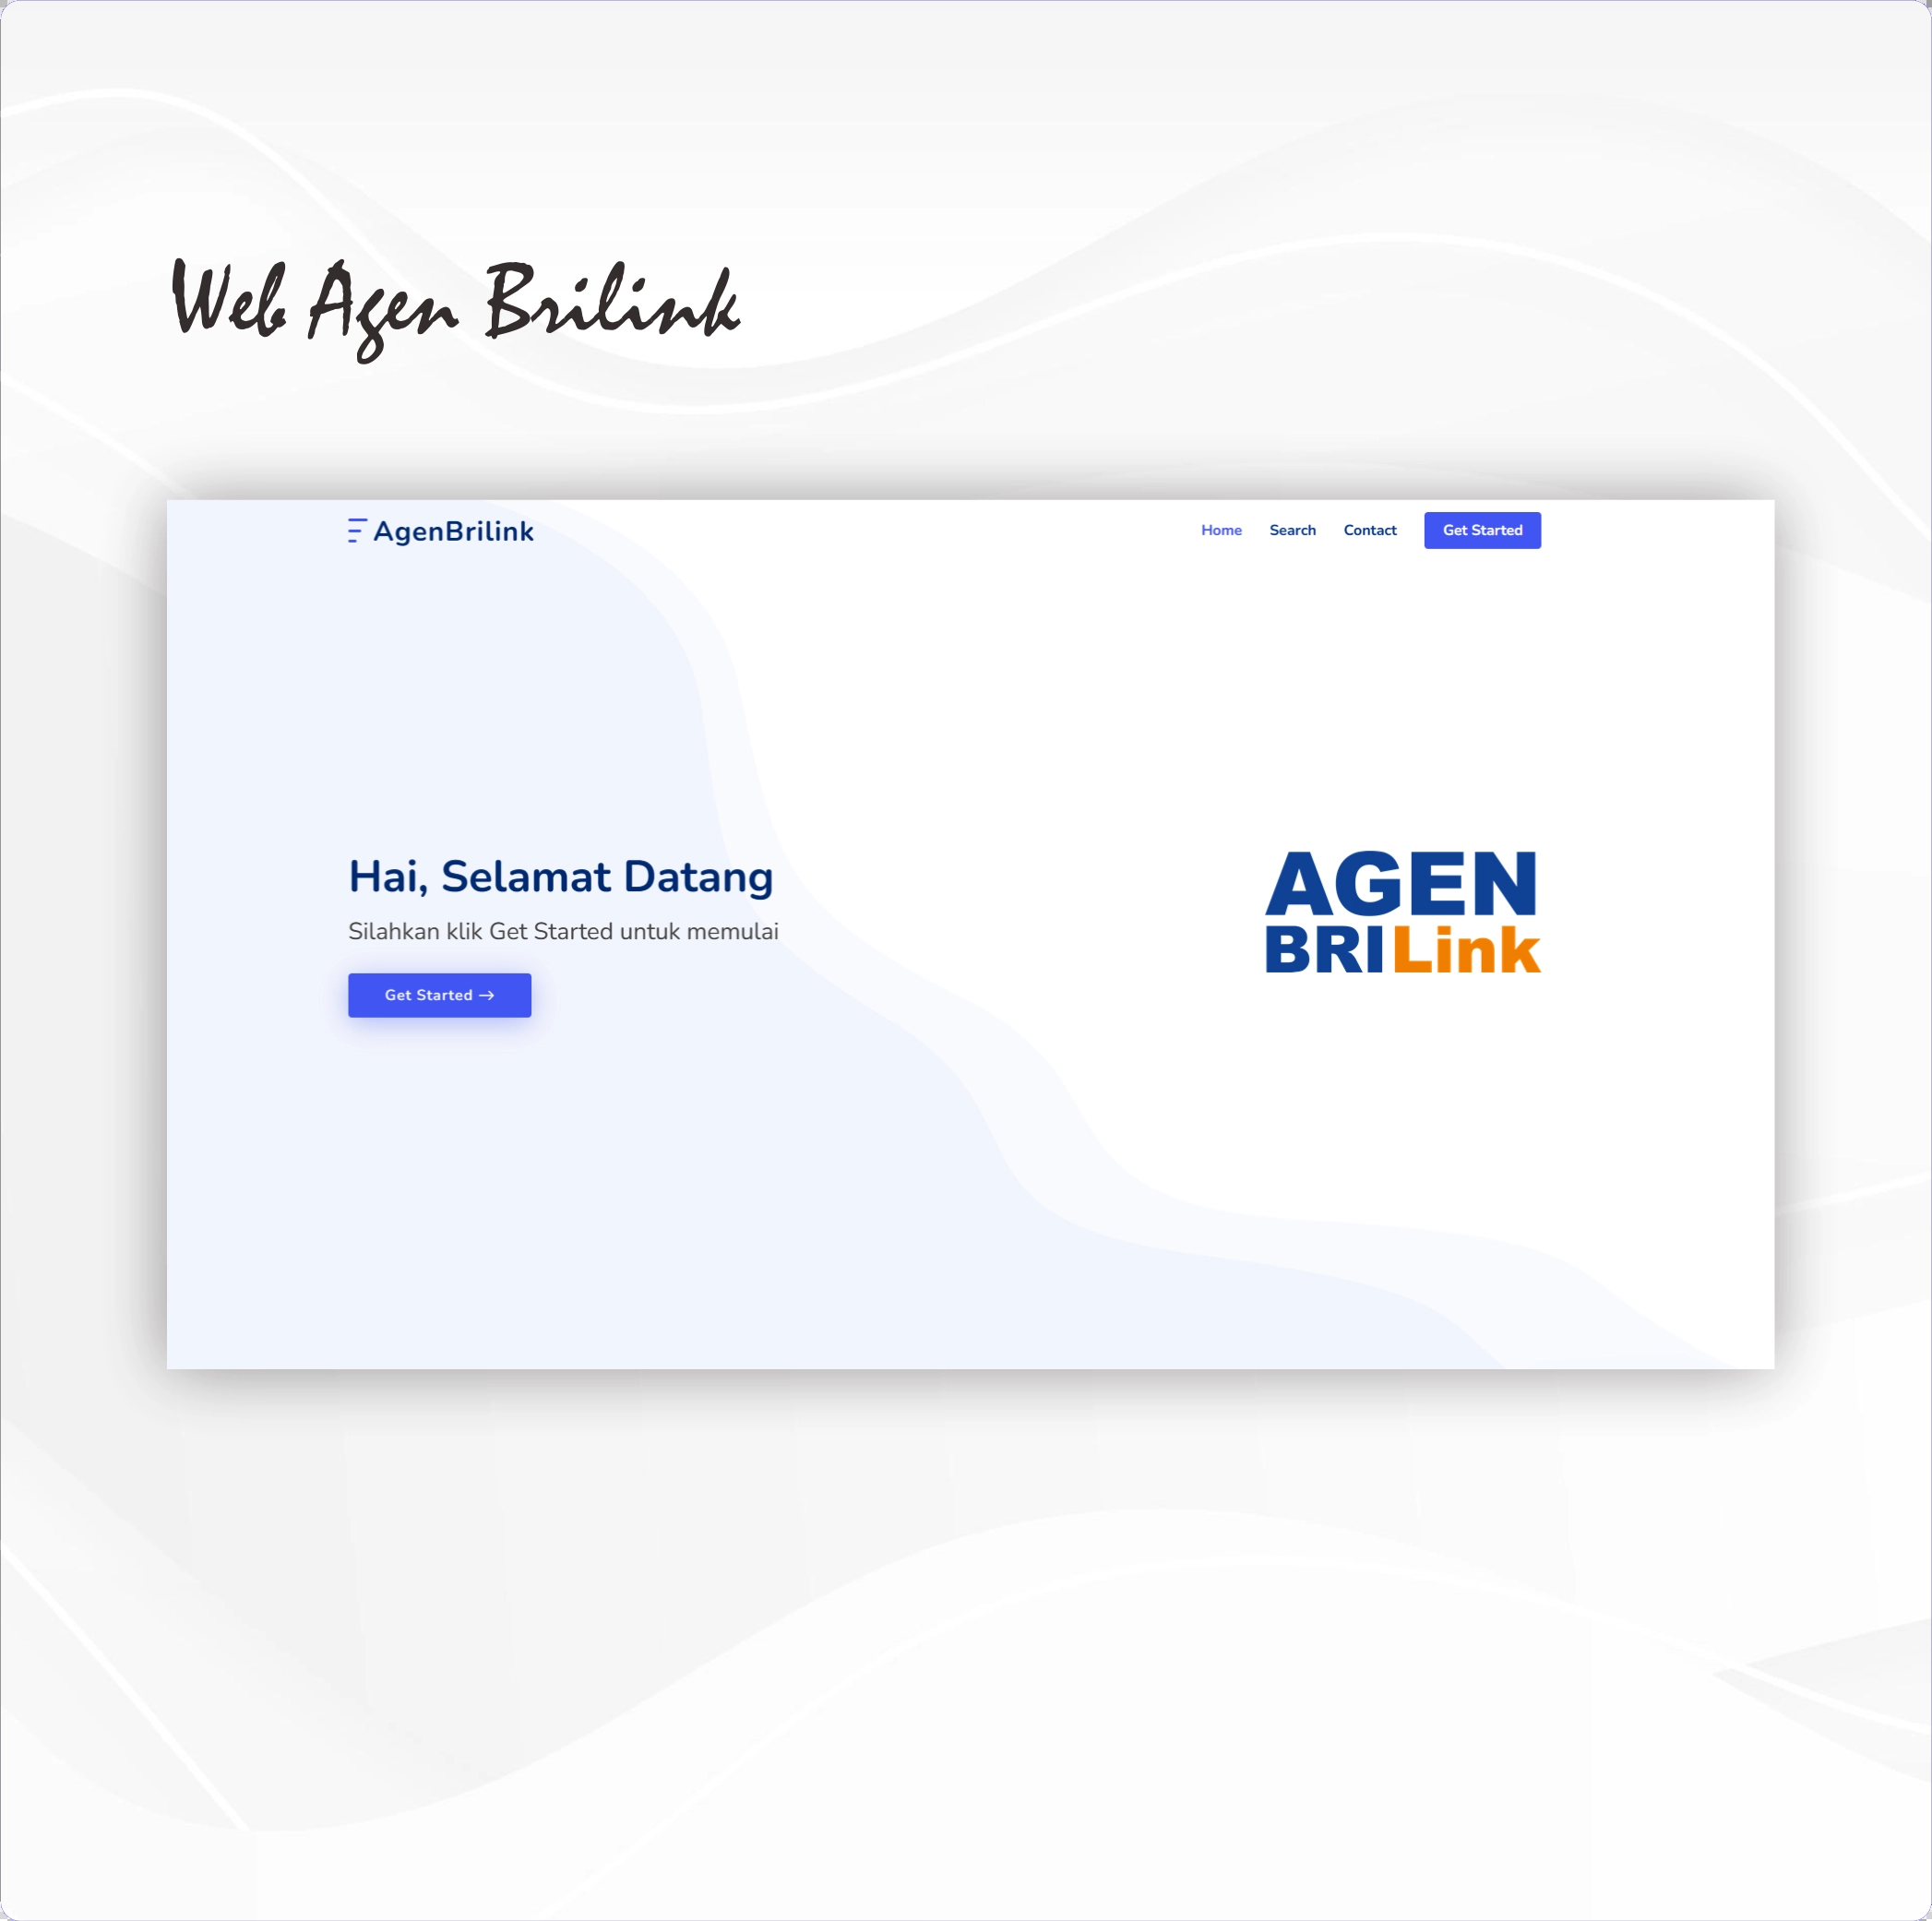 Web Agen Brilink
AgenBrilink
Home Search Contact Get Started
Hai, Selamat Datang
Silahkan klik Get Started untuk memulai
Get Started →
AGEN
BRILink